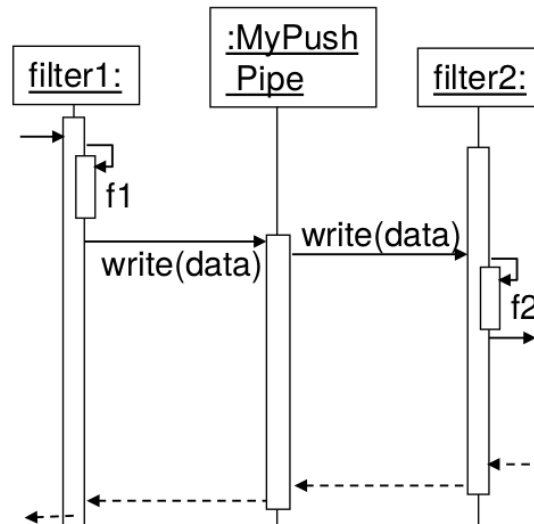 :MyPush
Pipe
filter1:
filter2:
f1
write(data)
write(data)
f2